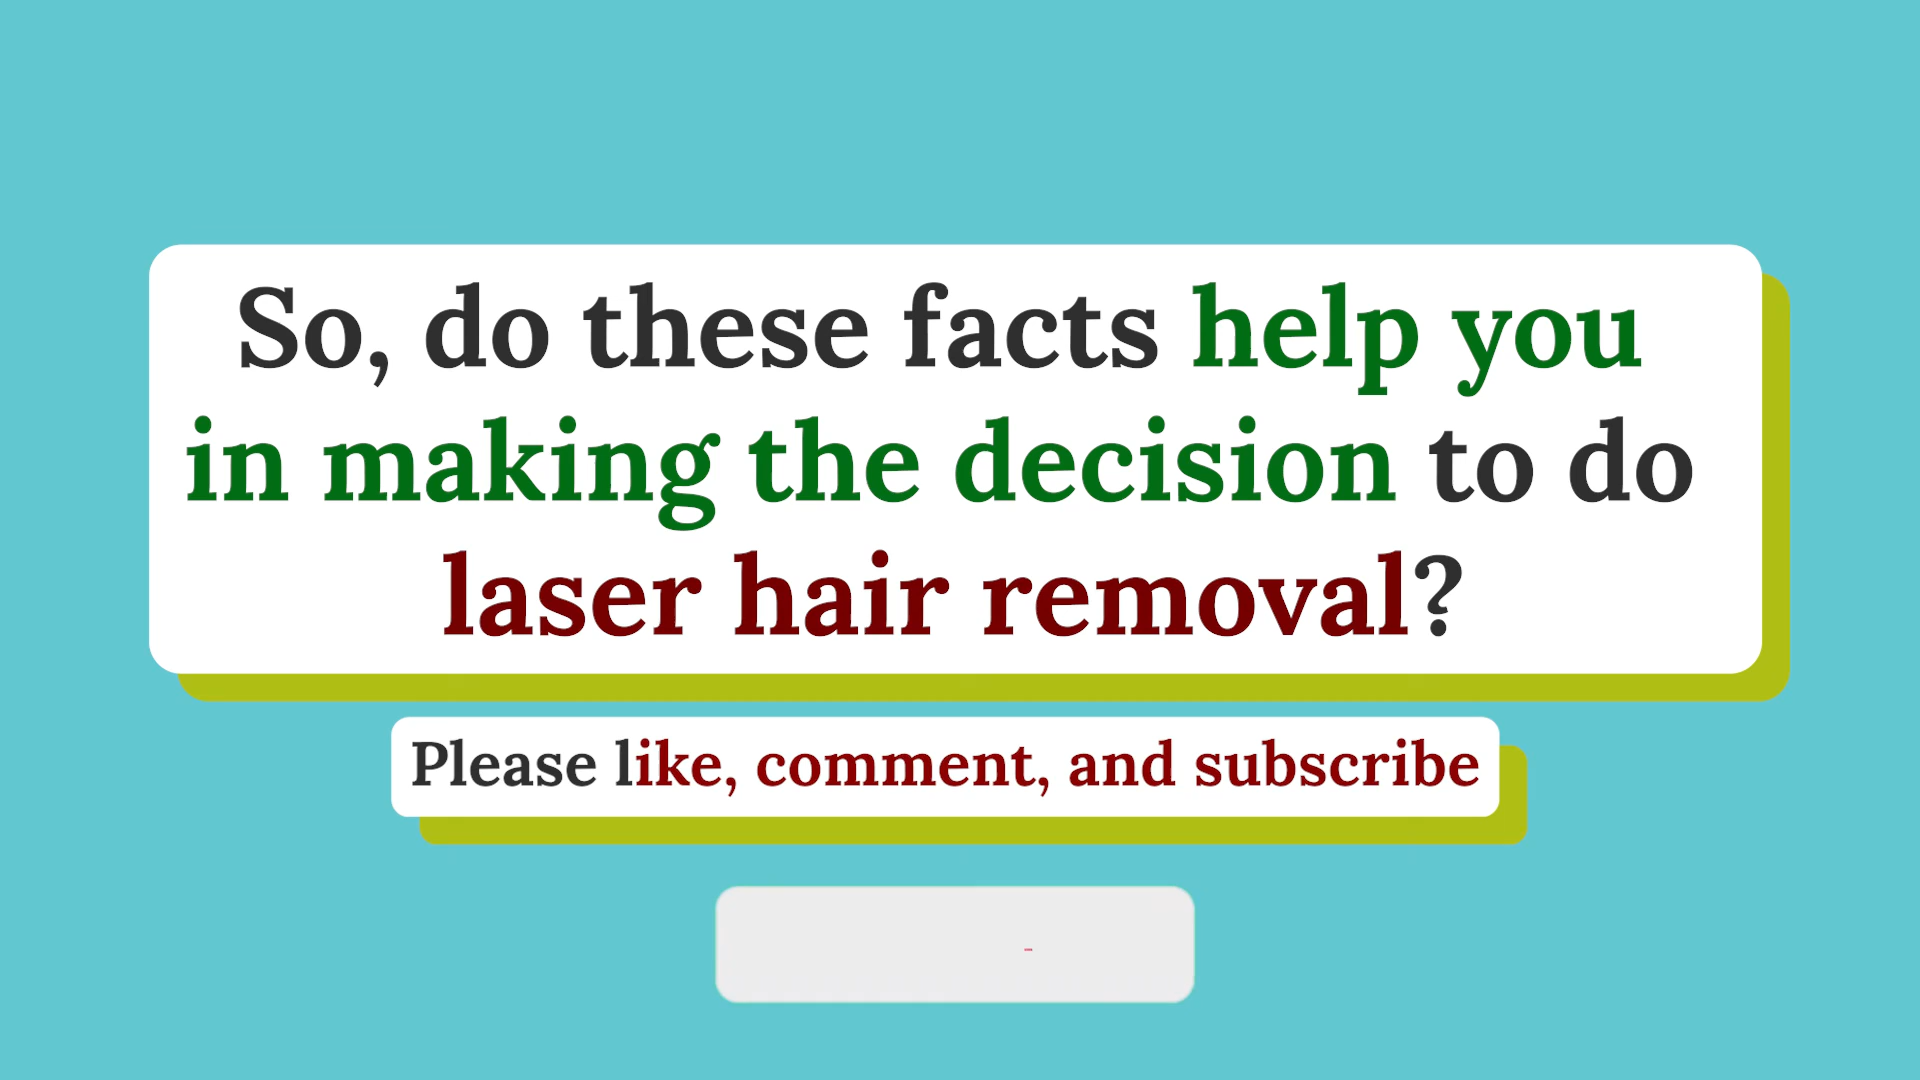 So, do these facts help you
in making the decision to do
laser hair removal?
Please like, comment, and subscribe